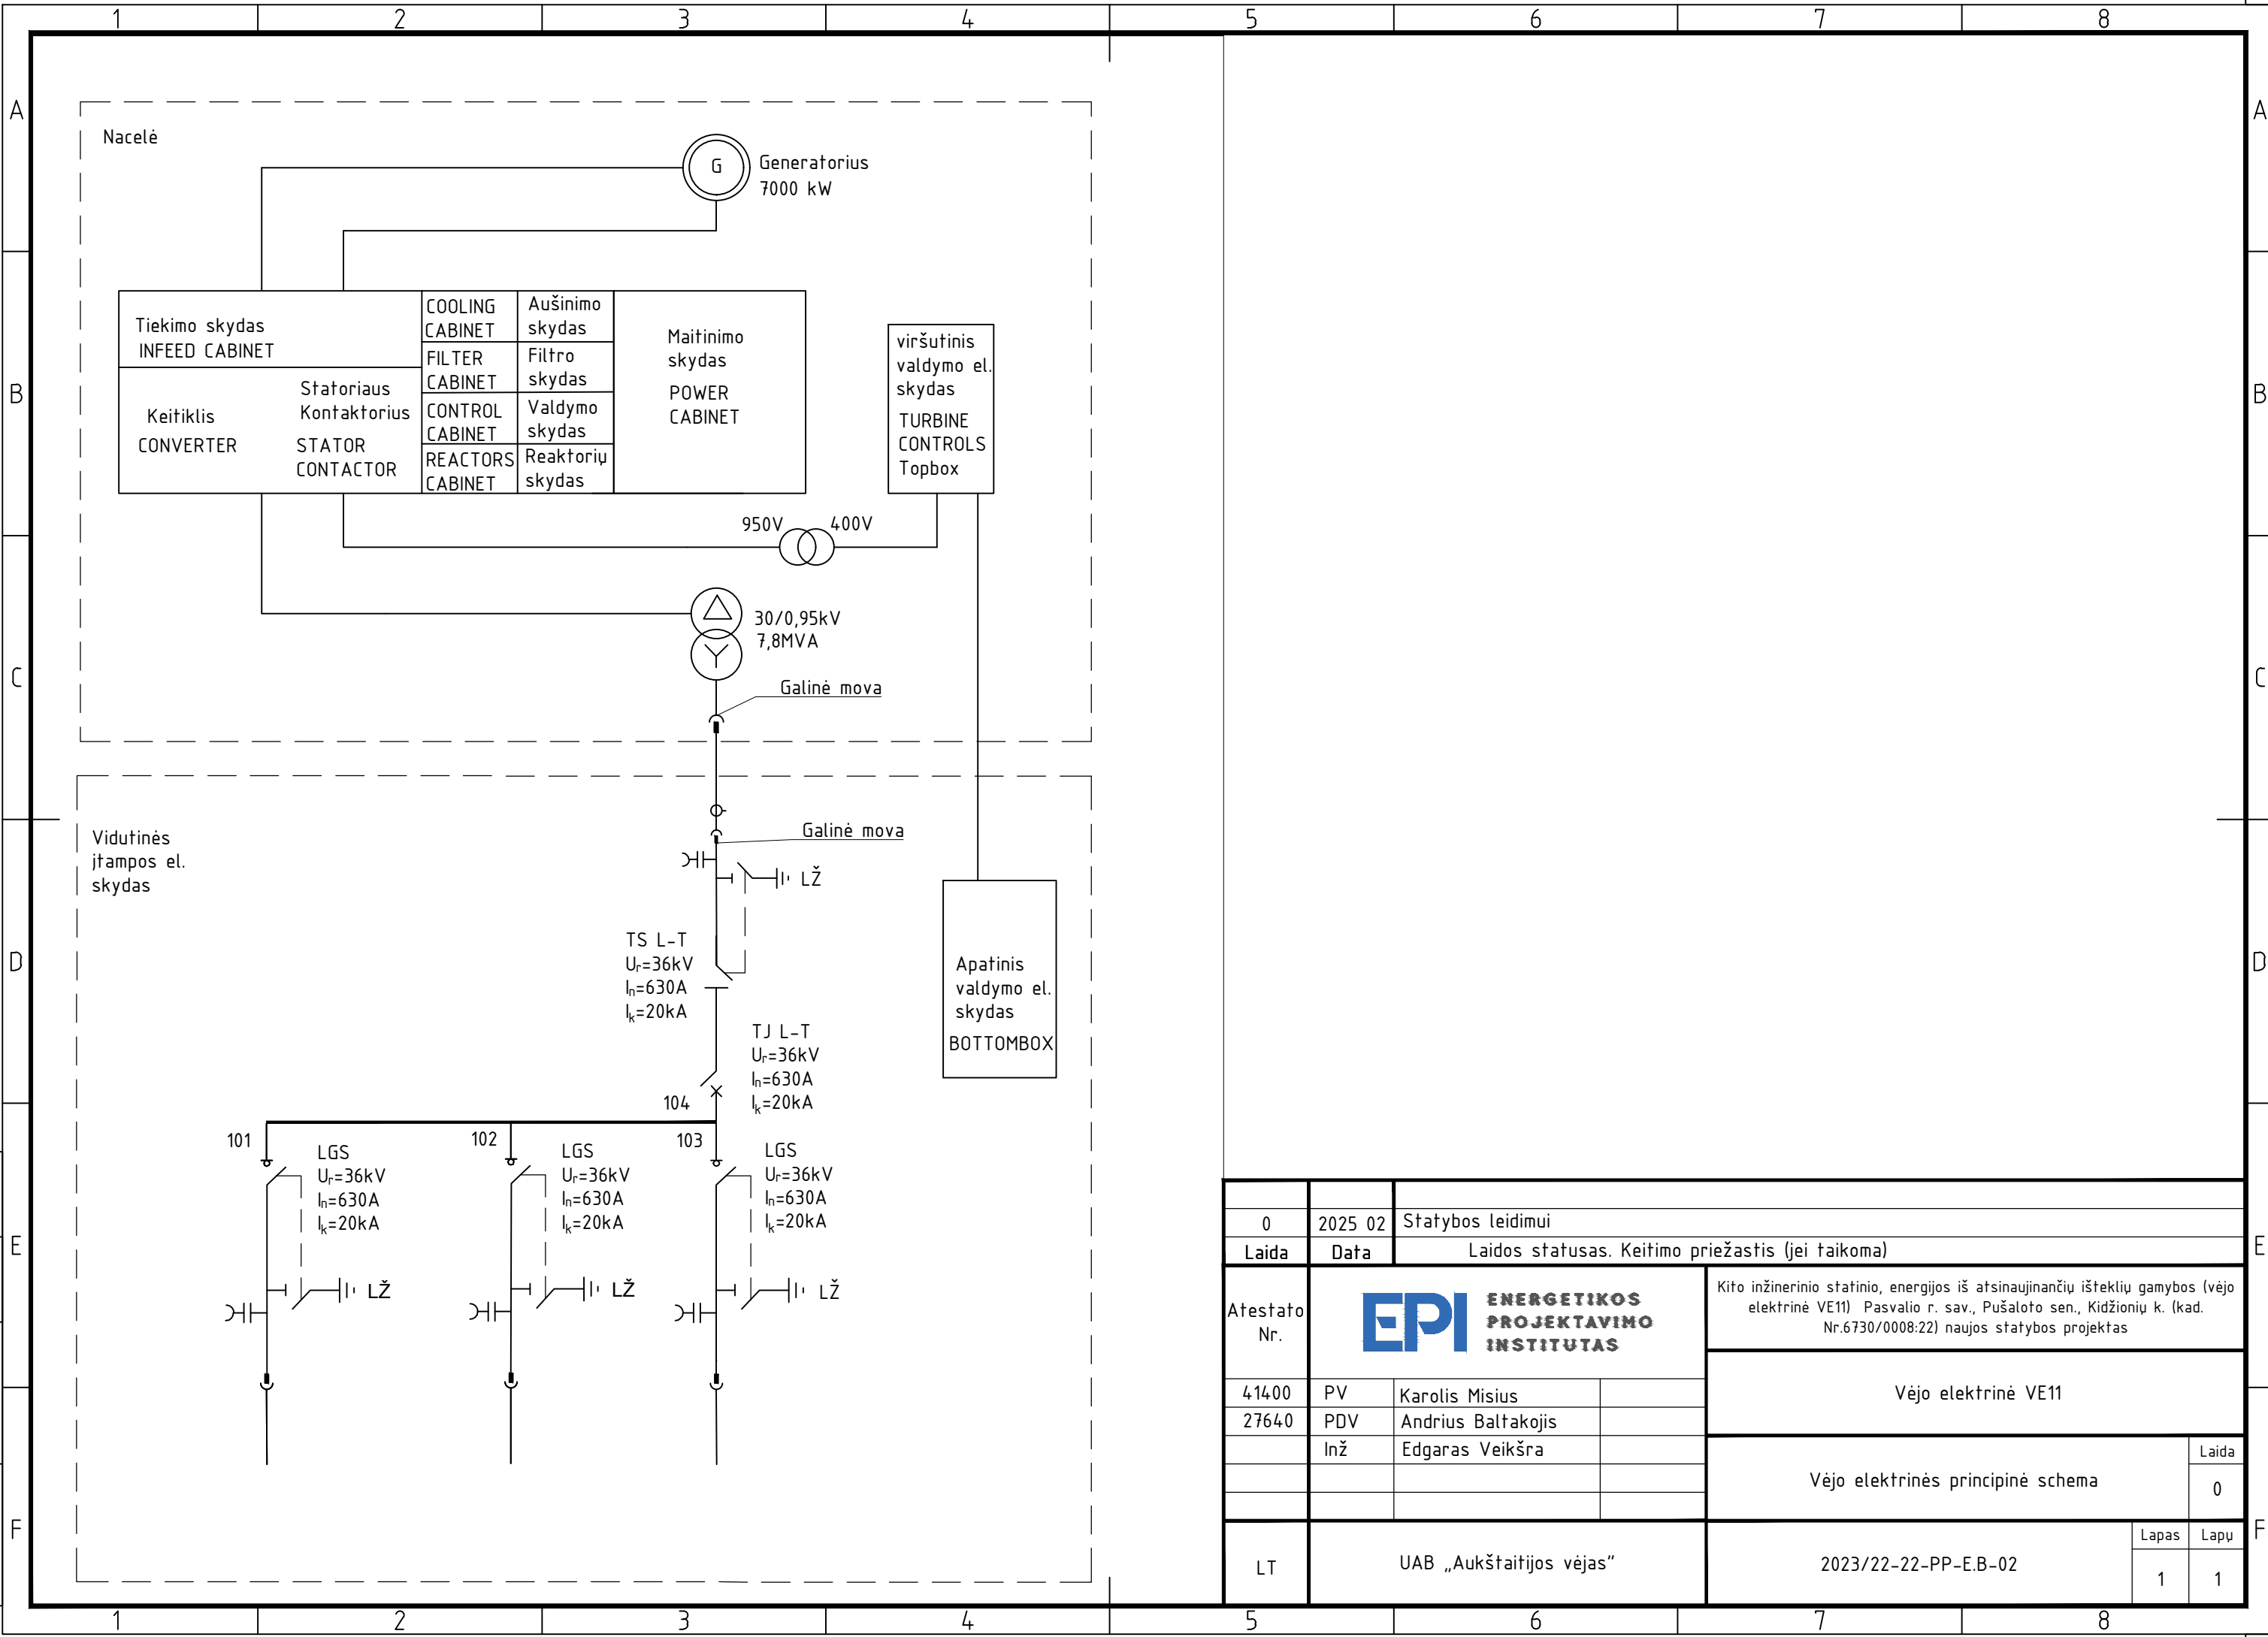 1 2 3 4 5 6 7 8
A
A
Nacelė
G
Generatorius
7000 kW
Tiekimo skydas
INFEED CABINET
Keitiklis
CONVERTER
Statoriaus
Kontaktorius
STATOR
CONTACTOR
COOLING
CABINET
Aušinimo
skydas
FILTER
CABINET
Filtro
skydas
CONTROL
CABINET
Valdymo
skydas
REACTORS
CABINET
Reaktorių
skydas
Maitinimo
skydas
POWER
CABINET
viršutinis
valdymo el.
skydas
TURBINE
CONTROLS
Topbox
B
B
950V
400V
30/0,95kV
7,8MVA
Galinė mova
C
C
Vidutinės
įtampos el.
skydas
Galinė mova
LŽ
TS L-T
Ur=36kV
In=630A
Ik=20kA
D
D
Apatinis
valdymo el.
skydas
BOTTOMBOX
TJ L-T
Ur=36kV
In=630A
Ik=20kA
104
101
LGS
Ur=36kV
In=630A
Ik=20kA
LŽ
102
LGS
Ur=36kV
In=630A
Ik=20kA
LŽ
103
LGS
Ur=36kV
In=630A
Ik=20kA
LŽ
E
E
0 2025 02 Statybos leidimui
Laida Data Laidos statusas. Keitimo priežastis (jei taikoma)
Atestato
Nr.
EPI
ENERGETIKOS
PROJEKTAVIMO
INSTITUTAS
Kito inžinerinio statinio, energijos iš atsinaujinančių išteklių gamybos (vėjo
elektrinė VE11) Pasvalio r. sav., Pušaloto sen., Kidžionių k. (kad.
Nr.6730/0008:22) naujos statybos projektas
41400 PV Karolis Misius
27640 PDV Andrius Baltakojis
Inž Edgaras Veikšra
Vėjo elektrinė VE11
Vėjo elektrinės principinė schema
Laida
0
F
F
LT
UAB „Aukštaitijos vėjas“
2023/22-22-PP-E.B-02
Lapas
1
Lapų
1
1 2 3 4 5 6 7 8